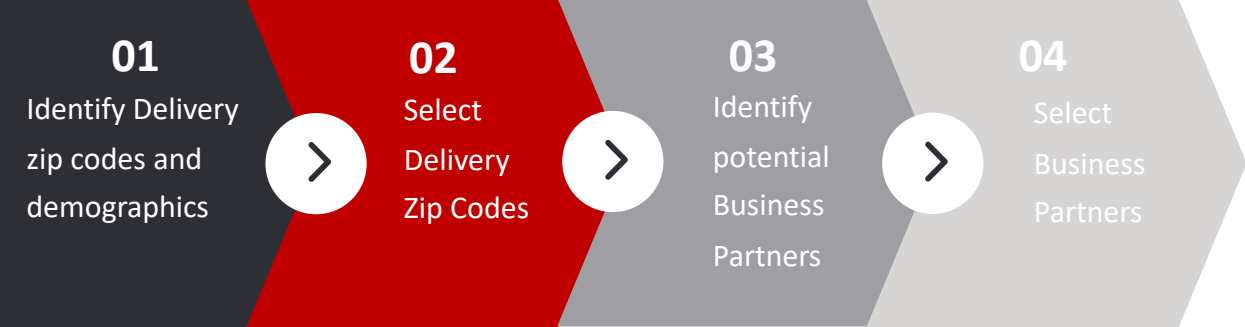 01
Identify Delivery
zip codes and
demographics
02
Select
Delivery
Zip Codes
03
Identify
potential
Business
Partners
04
Select
Business
Partners